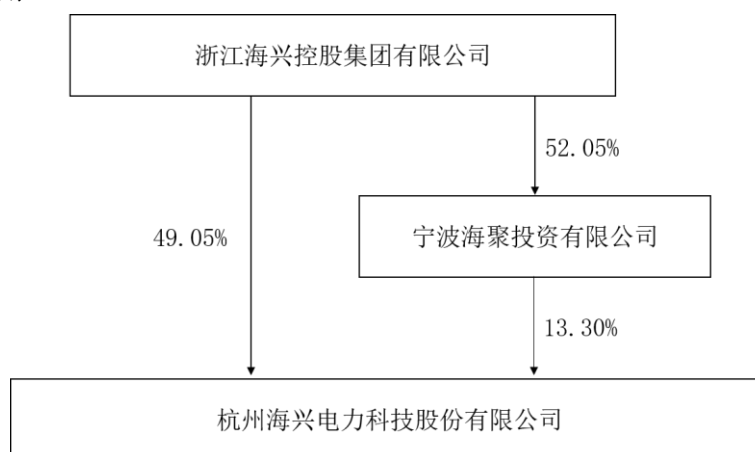 浙江海兴控股集团有限公司
52.05%
49.05%
宁波海聚投资有限公司
13.30%
杭州海兴电力科技股份有限公司